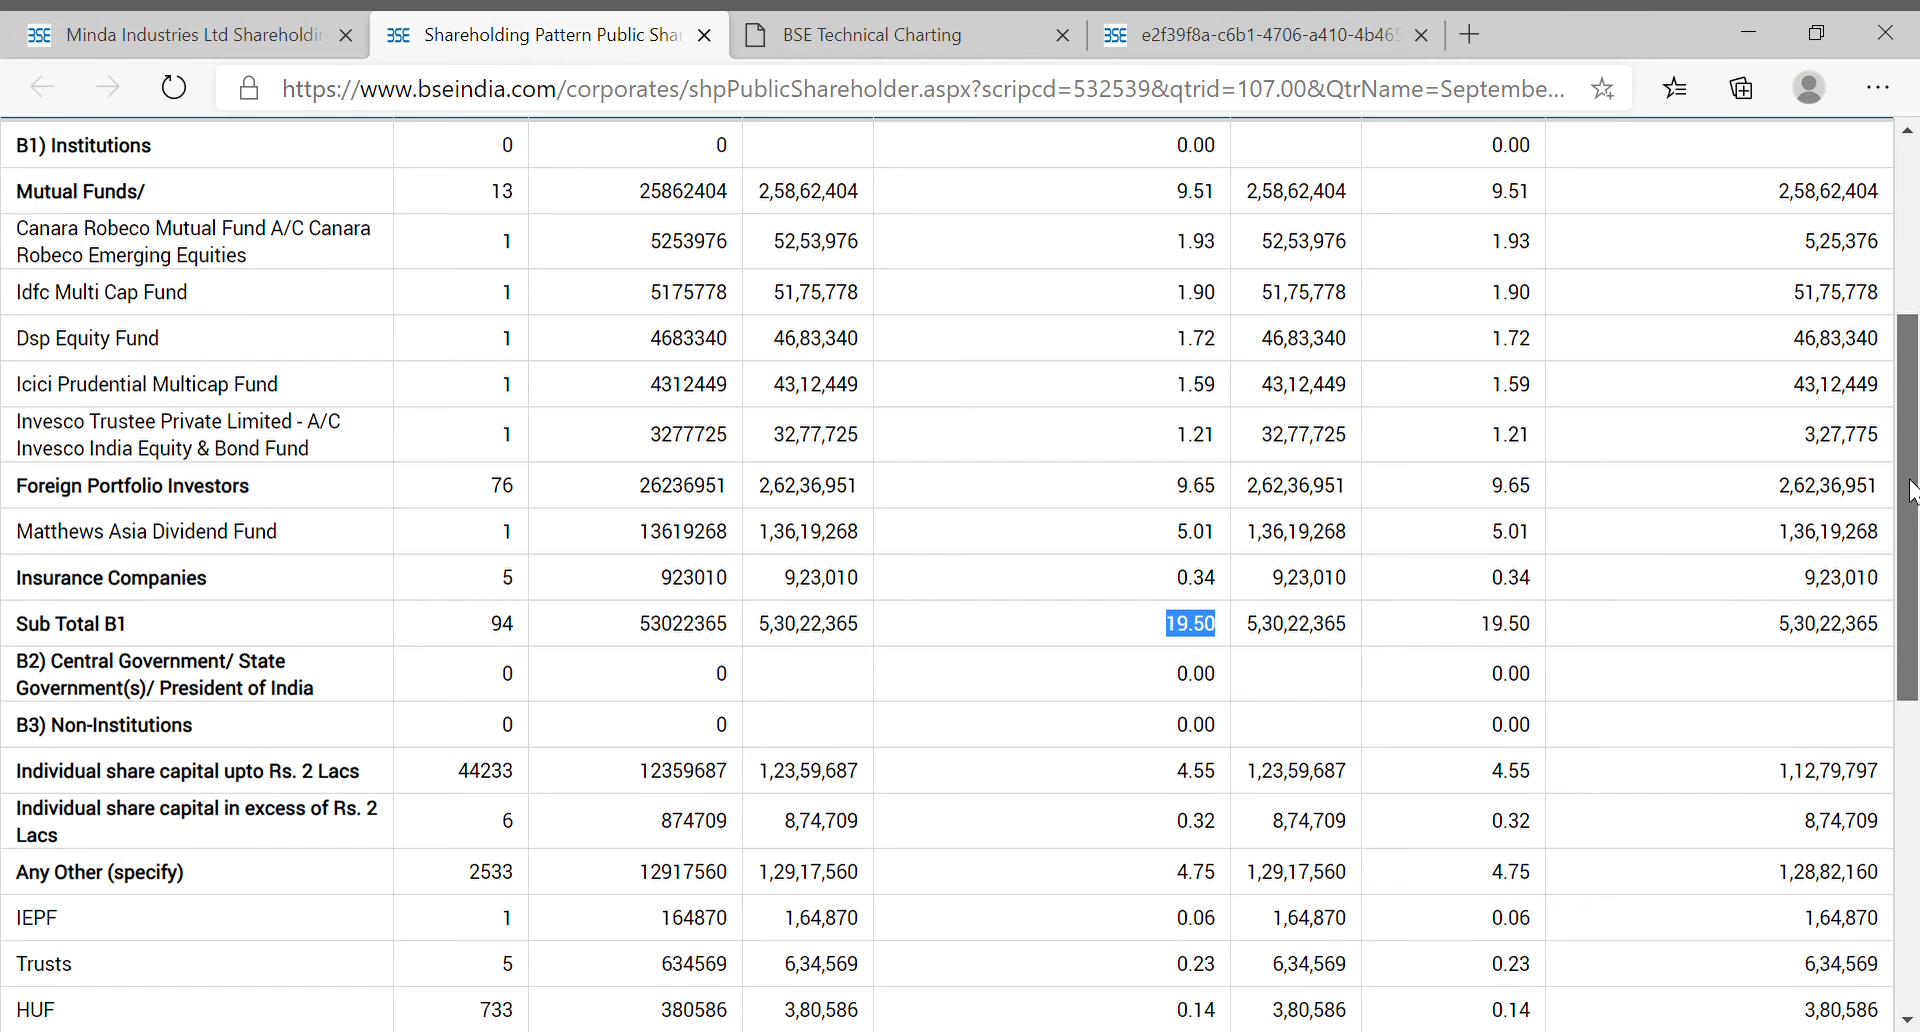 BSE Minda Industries Ltd Shareholdin
BSE Shareholding Pattern Public Shar
BSE Technical Charting
BSE e2f39f8a-c6b1-4706-a410-4b465
https://www.bseindia.com/corporates/shpPublicShareholder.aspx?scripcd=532539&qtrid=107.00&QtrName=Septembe...
B1) Institutions 0 0 0.00 0.00
Mutual Funds/ 13 25862404 2,58,62,404 9.51 2,58,62,404 9.51 2,58,62,404
Canara Robeco Mutual Fund A/C Canara
Robeco Emerging Equities 1 5253976 52,53,976 1.93 52,53,976 1.93 5,25,376
Idfc Multi Cap Fund 1 5175778 51,75,778 1.90 51,75,778 1.90 51,75,778
Dsp Equity Fund 1 4683340 46,83,340 1.72 46,83,340 1.72 46,83,340
Icici Prudential Multicap Fund 1 4312449 43,12,449 1.59 43,12,449 1.59 43,12,449
Invesco Trustee Private Limited - A/C
Invesco India Equity & Bond Fund 1 3277725 32,77,725 1.21 32,77,725 1.21 3,27,775
Foreign Portfolio Investors 76 26236951 2,62,36,951 9.65 2,62,36,951 9.65 2,62,36,951
Matthews Asia Dividend Fund 1 13619268 1,36,19,268 5.01 1,36,19,268 5.01 1,36,19,268
Insurance Companies 5 923010 9,23,010 0.34 9,23,010 0.34 9,23,010
Sub Total B1 94 53022365 5,30,22,365 19.50 5,30,22,365 19.50 5,30,22,365
B2) Central Government/ State
Government(s)/ President of India 0 0 0.00 0.00
B3) Non-Institutions 0 0 0.00 0.00
Individual share capital upto Rs. 2 Lacs 44233 12359687 1,23,59,687 4.55 1,23,59,687 4.55 1,12,79,797
Individual share capital in excess of Rs. 2
Lacs 6 874709 8,74,709 0.32 8,74,709 0.32 8,74,709
Any Other (specify) 2533 12917560 1,29,17,560 4.75 1,29,17,560 4.75 1,28,82,160
IEPF 1 164870 1,64,870 0.06 1,64,870 0.06 1,64,870
Trusts 5 634569 6,34,569 0.23 6,34,569 0.23 6,34,569
HUF 733 380586 3,80,586 0.14 3,80,586 0.14 3,80,586